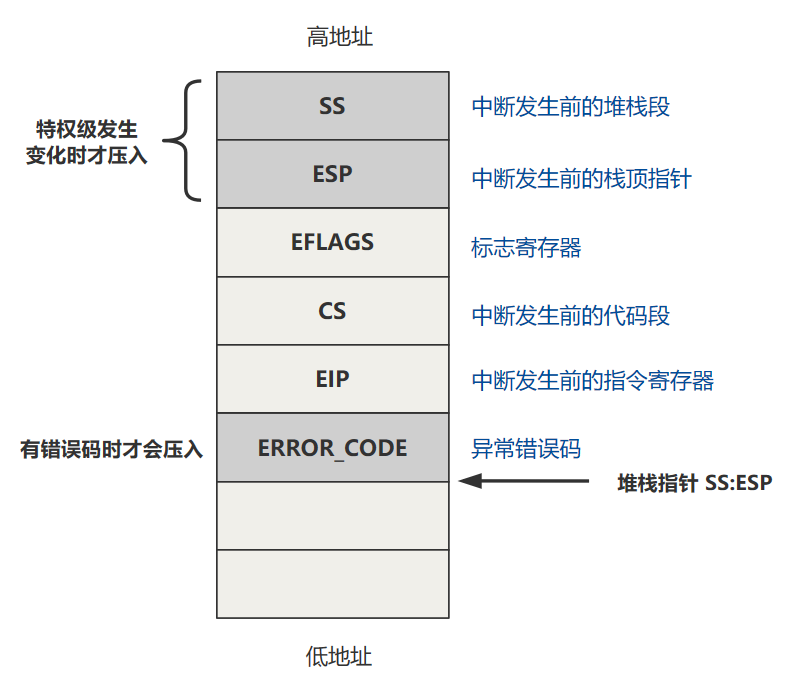 高地址
SS
中断发生前的堆栈段
特权级发生
变化时才压入
ESP
中断发生前的栈顶指针
EFLAGS
标志寄存器
CS
中断发生前的代码段
EIP
中断发生前的指令寄存器
有错误码时才会压入
ERROR_CODE
异常错误码
堆栈指针 SS:ESP
低地址